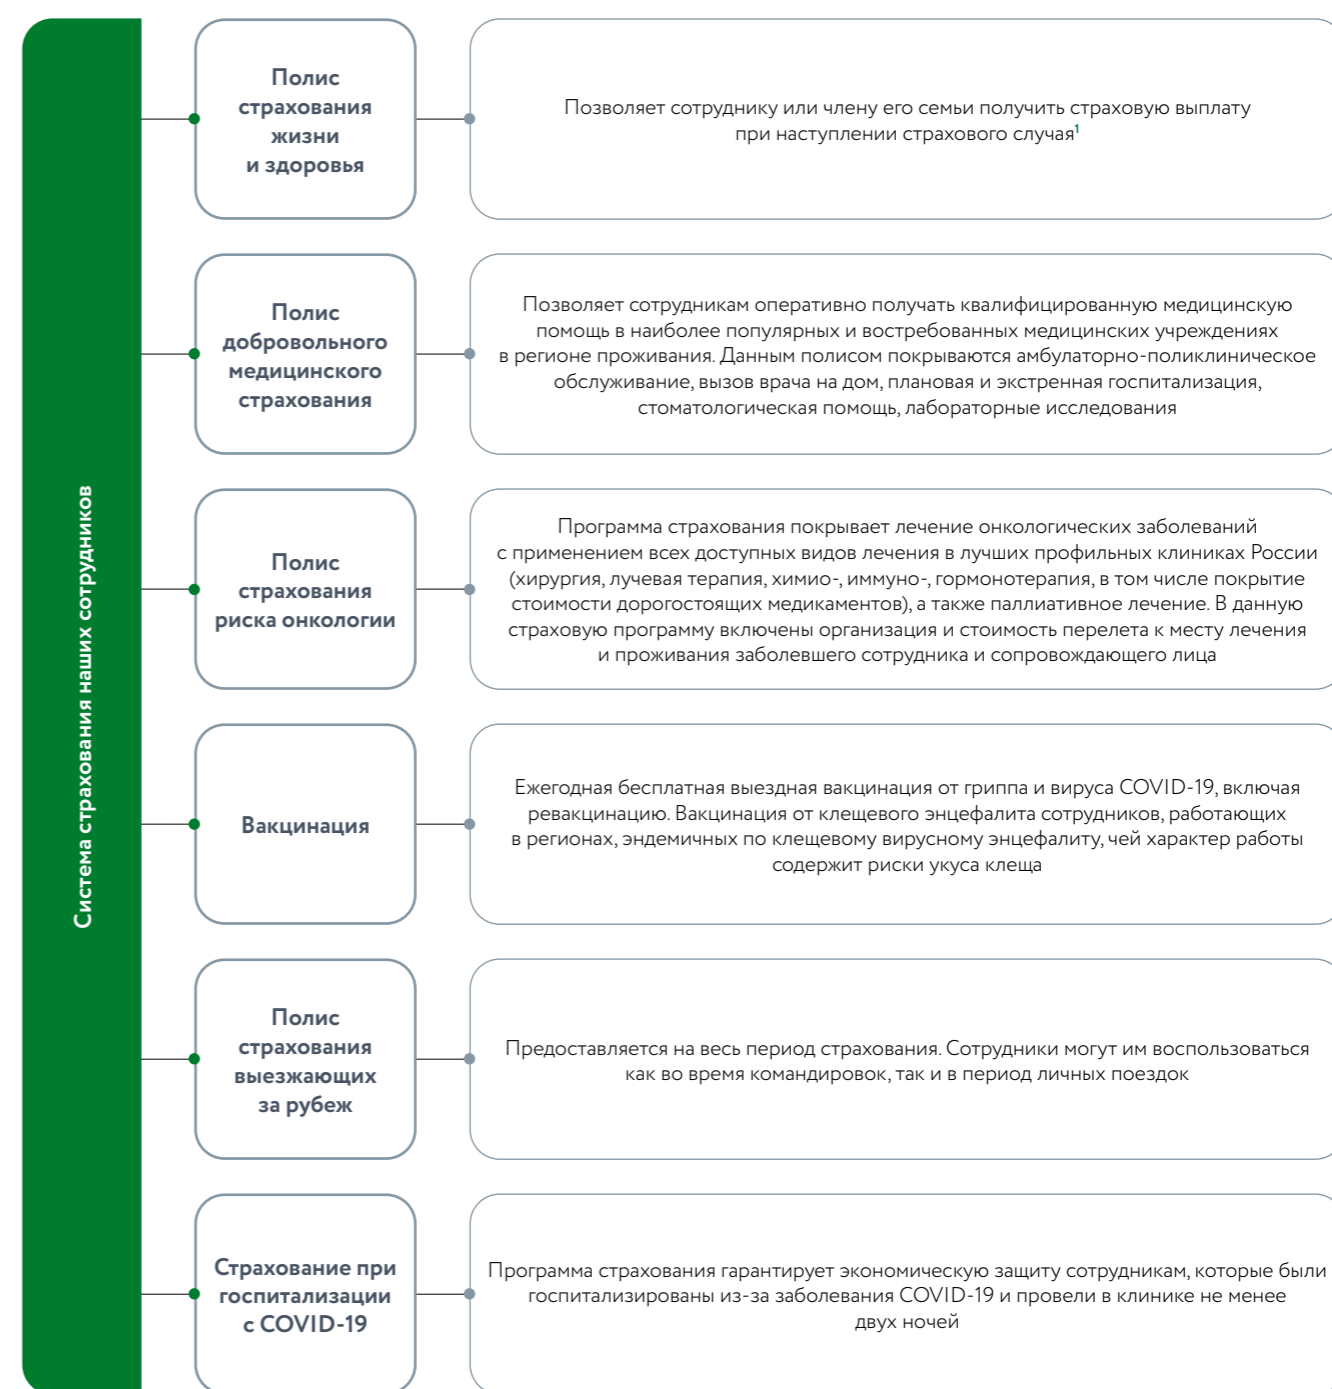 Система страхования наших сотрудников
Полис
страхования
жизни
и здоровья
Позволяет сотруднику или члену его семьи получить страховую выплату
при наступлении страхового случая¹
Полис
добровольного
медицинского
страхования
Позволяет сотрудникам оперативно получать квалифицированную медицинскую
помощь в наиболее популярных и востребованных медицинских учреждениях
в регионе проживания. Данным полисом покрываются амбулаторно-поликлиническое
обслуживание, вызов врача на дом, плановая и экстренная госпитализация,
стоматологическая помощь, лабораторные исследования
Полис
страхования
риска онкологии
Программа страхования покрывает лечение онкологических заболеваний
с применением всех доступных видов лечения в лучших профильных клиниках России
(хирургия, лучевая терапия, химио-, иммуно-, гормонотерапия, в том числе покрытие
стоимости дорогостоящих медикаментов), а также паллиативное лечение. В данную
страховую программу включены организация и стоимость перелета к месту лечения
и проживания заболевшего сотрудника и сопровождающего лица
Вакцинация
Ежегодная бесплатная выездная вакцинация от гриппа и вируса COVID-19, включая
ревакцинацию. Вакцинация от клещевого энцефалита сотрудников, работающих
в регионах, эндемичных по клещевому вирусному энцефалиту, чей характер работы
содержит риски укуса клеща
Полис
страхования
выезжающих
за рубеж
Предоставляется на весь период страхования. Сотрудники могут им воспользоваться
как во время командировок, так и в период личных поездок
Страхование при
госпитализации
с COVID-19
Программа страхования гарантирует экономическую защиту сотрудникам, которые были
госпитализированы из-за заболевания COVID-19 и провели в клинике не менее
двух ночей